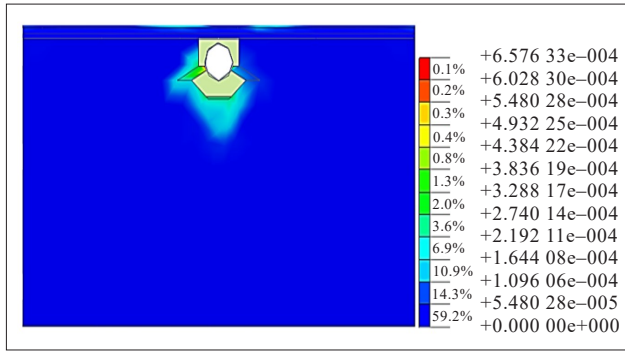 +6.576 33e–004
0.1%
+6.028 30e–004
0.2%
+5.480 28e–004
0.3%
+4.932 25e–004
0.4%
+4.384 22e–004
0.8%
+3.836 19e–004
1.3%
+3.288 17e–004
2.0%
+2.740 14e–004
3.6%
+2.192 11e–004
6.9%
+1.644 08e–004
10.9%
+1.096 06e–004
14.3%
+5.480 28e–005
59.2%
+0.000 00e+000